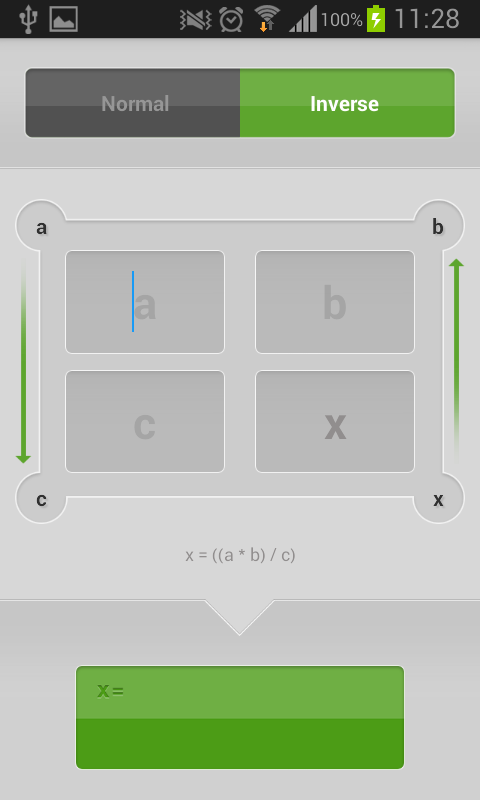 100% 11:28
Normal Inverse
a b
a b
c x
c x
x = ((a * b) / c)
x=